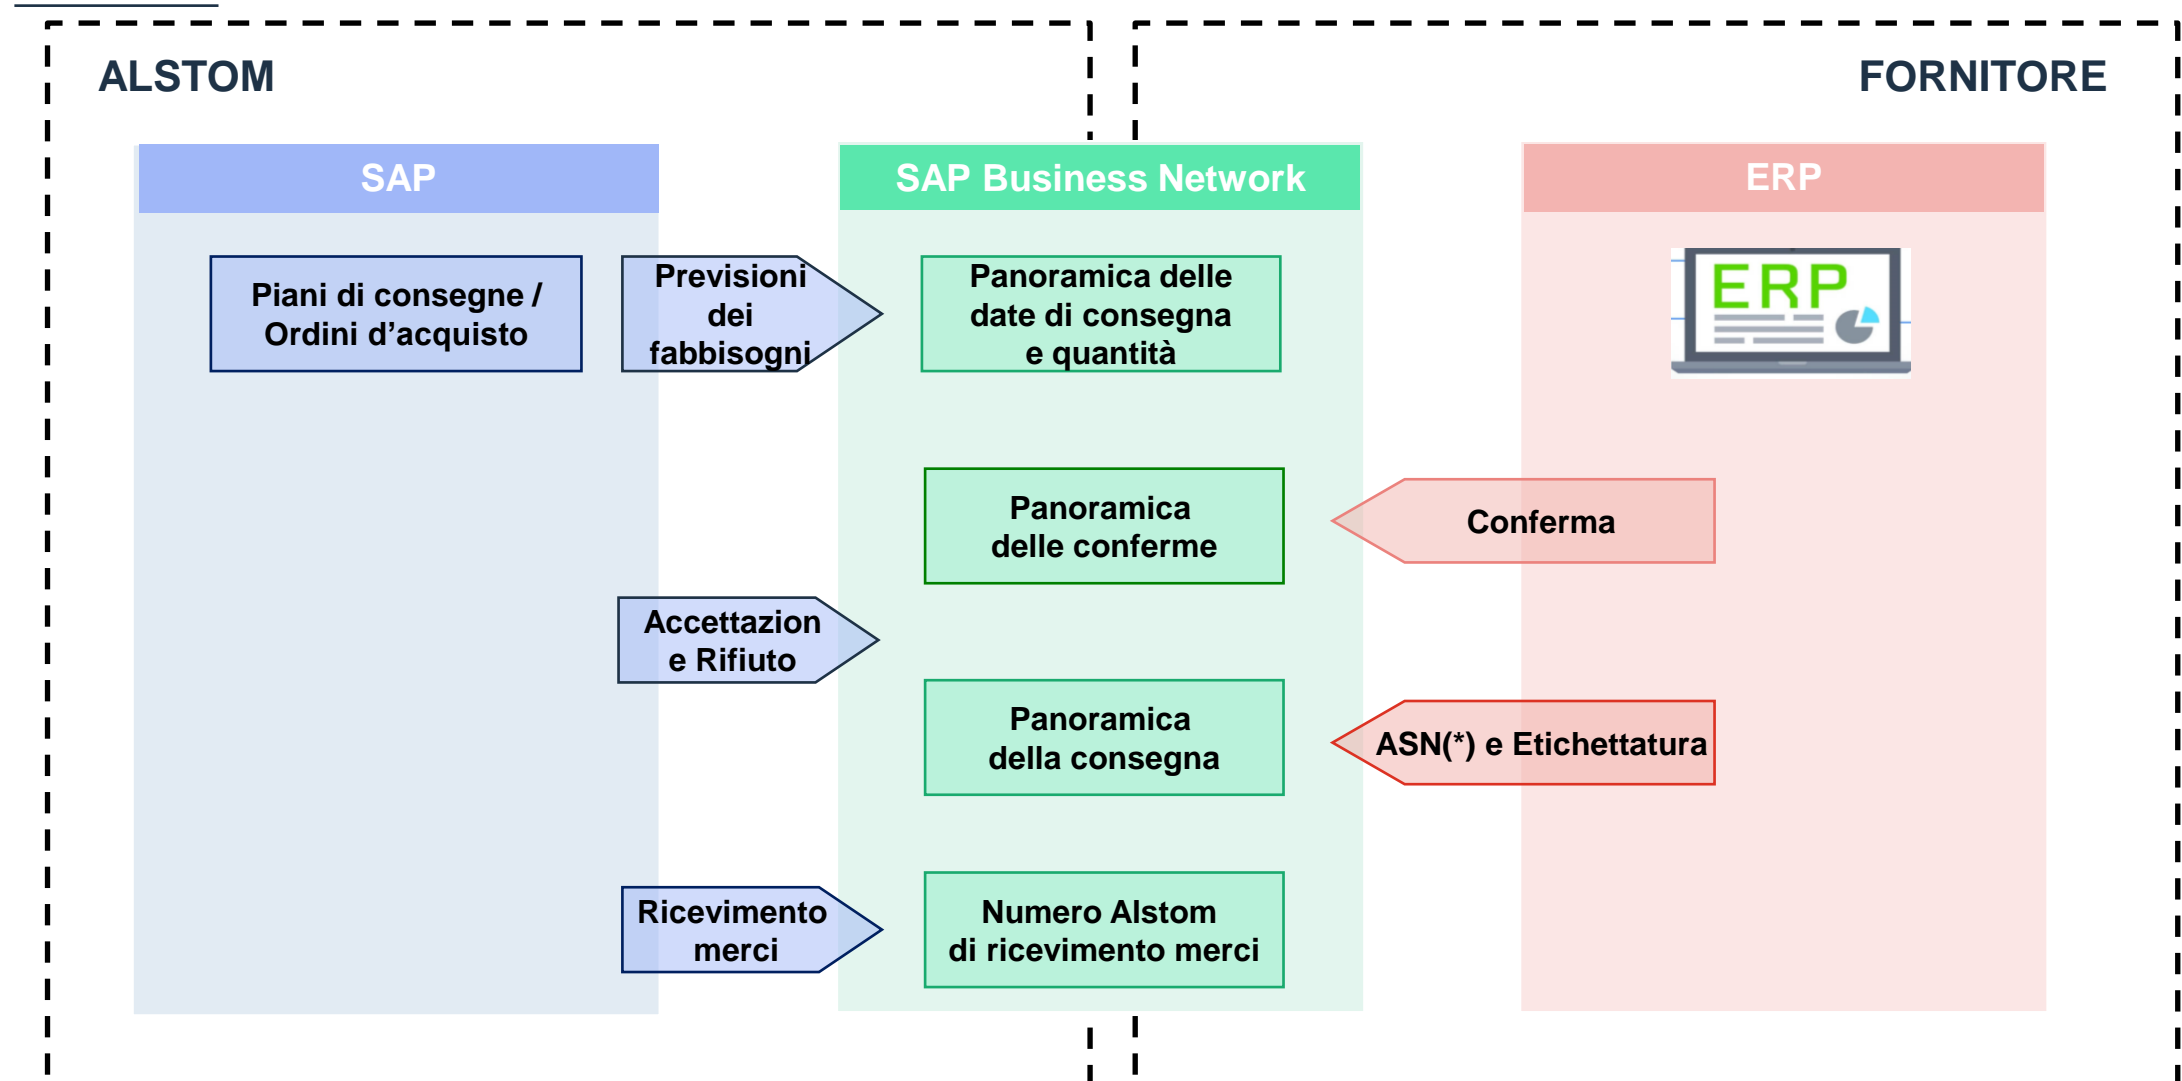 ALSTOM
FORNITORE
SAP
SAP Business Network
ERP
Piani di consegne /
Ordini d’acquisto
Previsioni
dei
fabbisogni
Panoramica delle
date di consegna
e quantità
ERP
Panoramica
delle conferme
Conferma
Accettazion
e Rifiuto
Panoramica
della consegna
ASN(*) e Etichettatura
Ricevimento
merci
Numero Alstom
di ricevimento merci